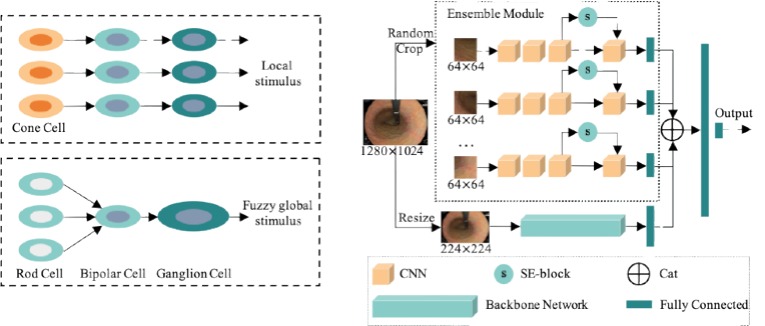 Local
stimulus
Cone Cell
Fuzzy global
stimulus
Rod Cell
Bipolar Cell
Ganglion Cell
Ensemble Module
Random
Crop
S
64×64
S
64×64
...
S
64×64
1280×1024
Output
Resize
224×224
CNN
S
SE-block
Cat
Backbone Network
Fully Connected